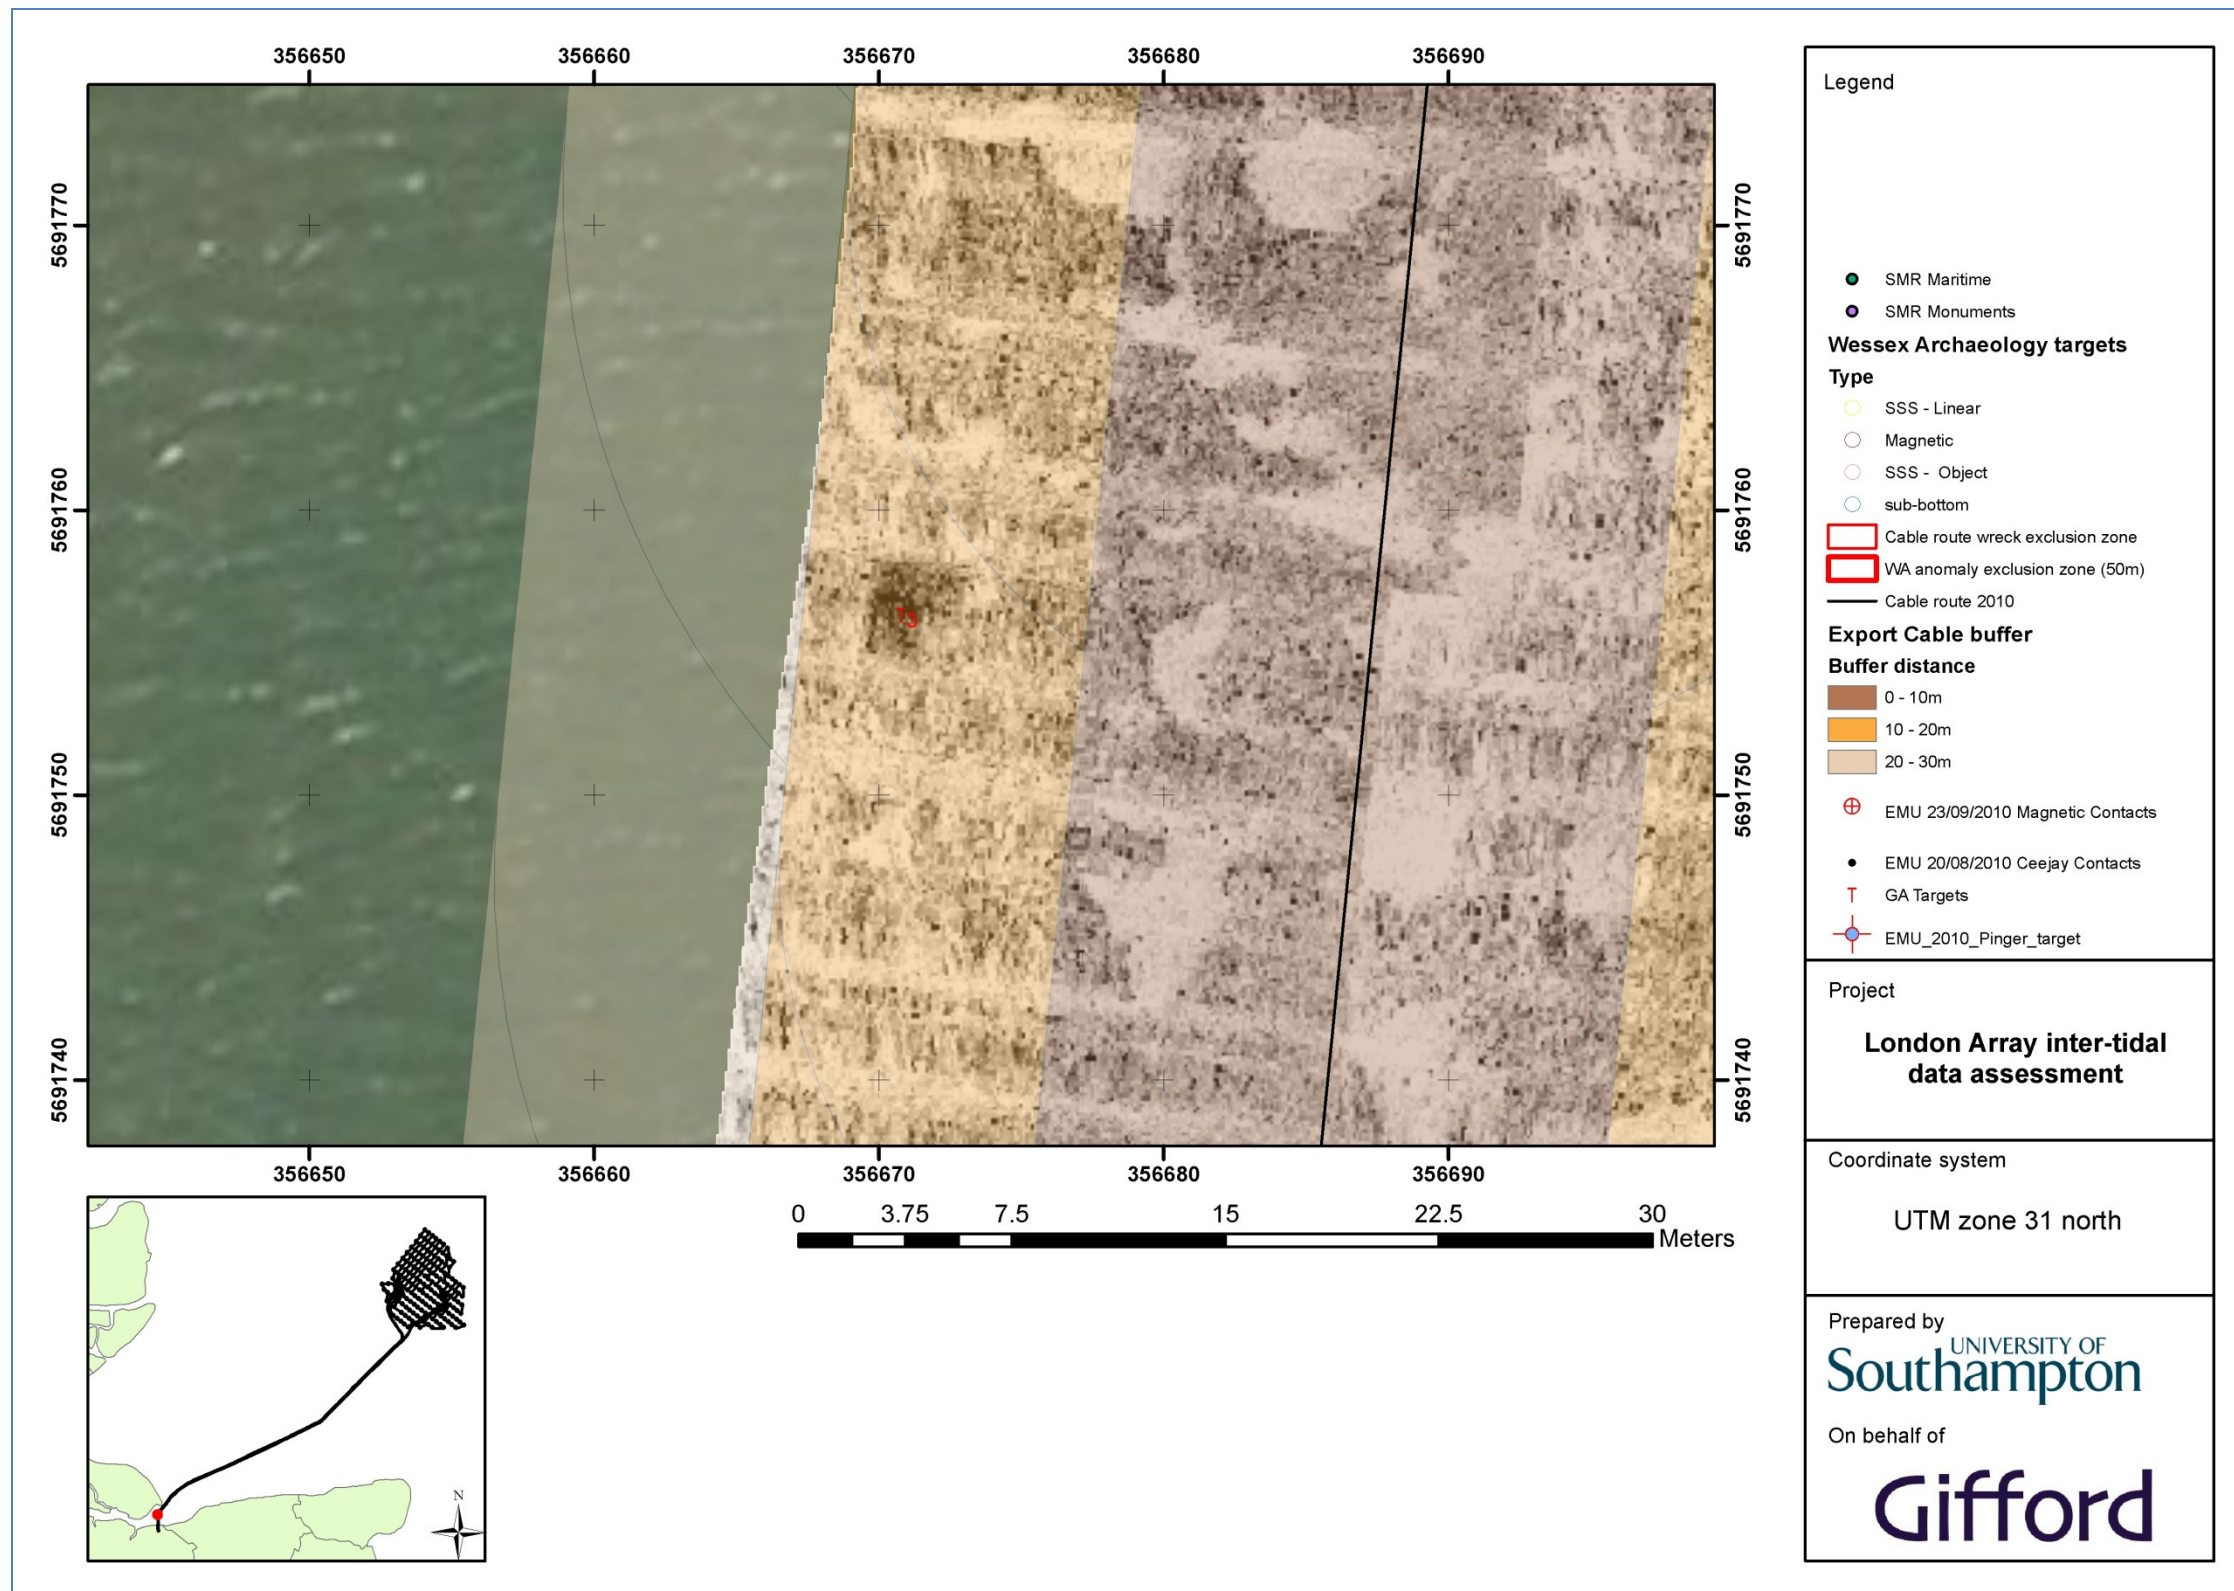 356650 356660 356670 356680 356690
5691770 5691770
5691760 5691760
5691750 5691750
5691740 5691740
356650 356660 356670 356680 356690
T3
0 3.75 7.5 15 22.5 30
Meters
N
Legend
SMR Maritime
SMR Monuments
Wessex Archaeology targets
Type
SSS - Linear
Magnetic
SSS - Object
sub-bottom
Cable route wreck exclusion zone
WA anomaly exclusion zone (50m)
Cable route 2010
Export Cable buffer
Buffer distance
0 - 10m
10 - 20m
20 - 30m
EMU 23/09/2010 Magnetic Contacts
EMU 20/08/2010 Ceejay Contacts
T GA Targets
EMU_2010_Pinger_target
Project
London Array inter-tidal
data assessment
Coordinate system
UTM zone 31 north
Prepared by
UNIVERSITY OF
Southampton
On behalf of
Gifford